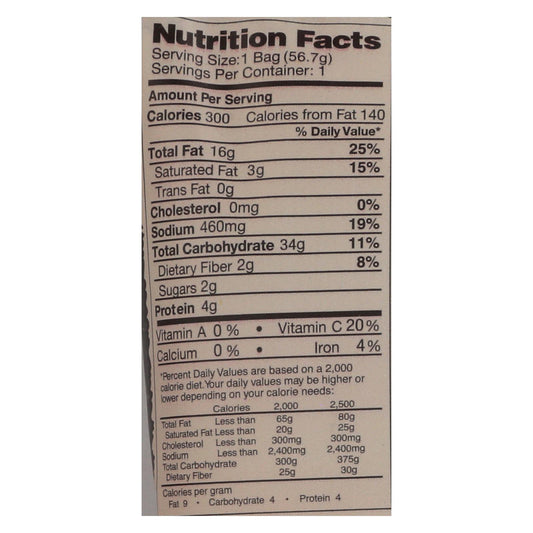 Nutrition Facts
Serving Size:1 Bag (56.7g)
Servings Per Container: 1
Amount Per Serving
Calories 300 Calories from Fat 140
% Daily Value*
Total Fat 16g 25%
Saturated Fat 3g 15%
Trans Fat 0g
Cholesterol 0mg 0%
Sodium 460mg 19%
Total Carbohydrate 34g 11%
Dietary Fiber 2g 8%
Sugars 2g
Protein 4g
Vitamin A 0 % • Vitamin C 20 %
Calcium 0 % • Iron 4 %
*Percent Daily Values are based on a 2,000
calorie diet.Your daily values may be higher or
lower depending on your calorie needs:
Calories 2,000 2,500
Total Fat Less than 65g 80g
Saturated Fat Less than 20g 25g
Cholesterol Less than 300mg 300mg
Sodium Less than 2,400mg 2,400mg
Total Carbohydrate 300g 375g
Dietary Fiber 25g 30g
Calories per gram
Fat 9 • Carbohydrate 4 • Protein 4